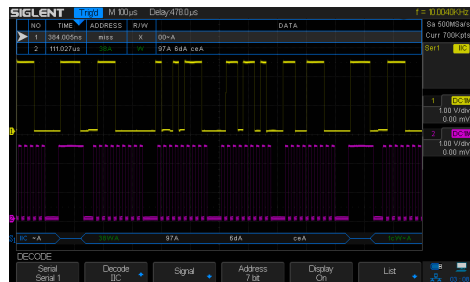 SIGLENT Trig'd M 100μs Delay:478.0μs f = 10.0040KHz
Sa 500MSa/s
Curr 700Kpts
NO TIME ADDRESS R/W DATA
1 384.005ns miss X 00~A
2 111.027us 38A W 97A 6dA ceA
Ser1 IIC
1 DC1M
1.00 V/div
0.00 mV
2 DC1M
1.00 V/div
0.00 mV
IIC ~A 38WA 97A 6dA ceA 1cW~A
DECODE
Serial Decode Signal Address Display List
Serial 1 IIC 7 bit On